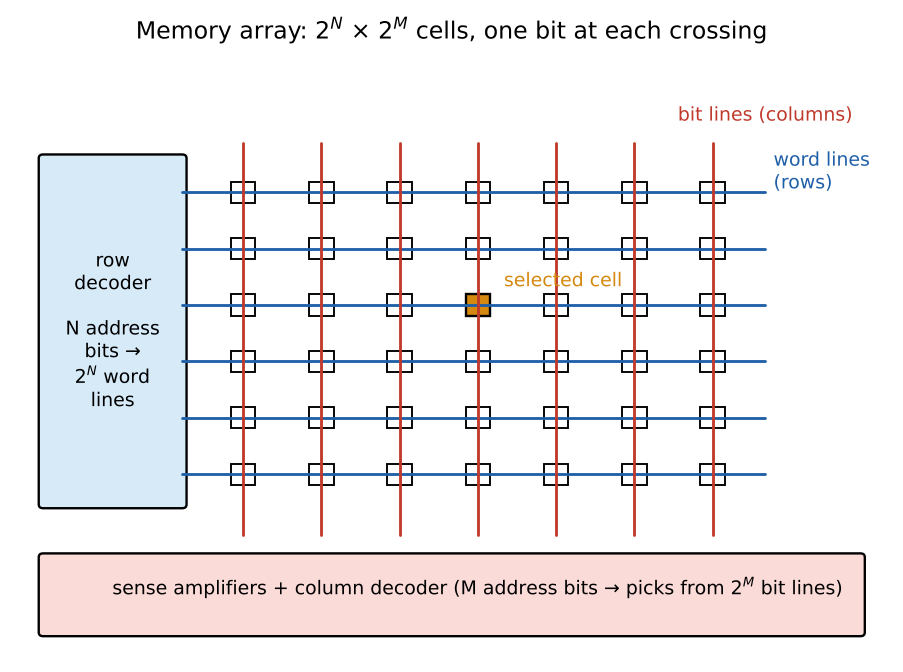 Memory array: 2^N × 2^M cells, one bit at each crossing
bit lines (columns)
word lines
(rows)
row
decoder
N address
bits →
2^N word
lines
selected cell
sense amplifiers + column decoder (M address bits → picks from 2^M bit lines)